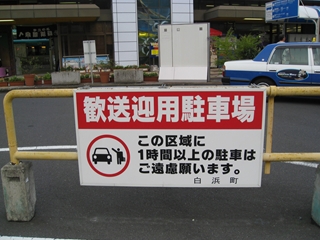 歓送迎用駐車場
この区域に
1時間以上の駐車は
ご遠慮願います。
白浜町